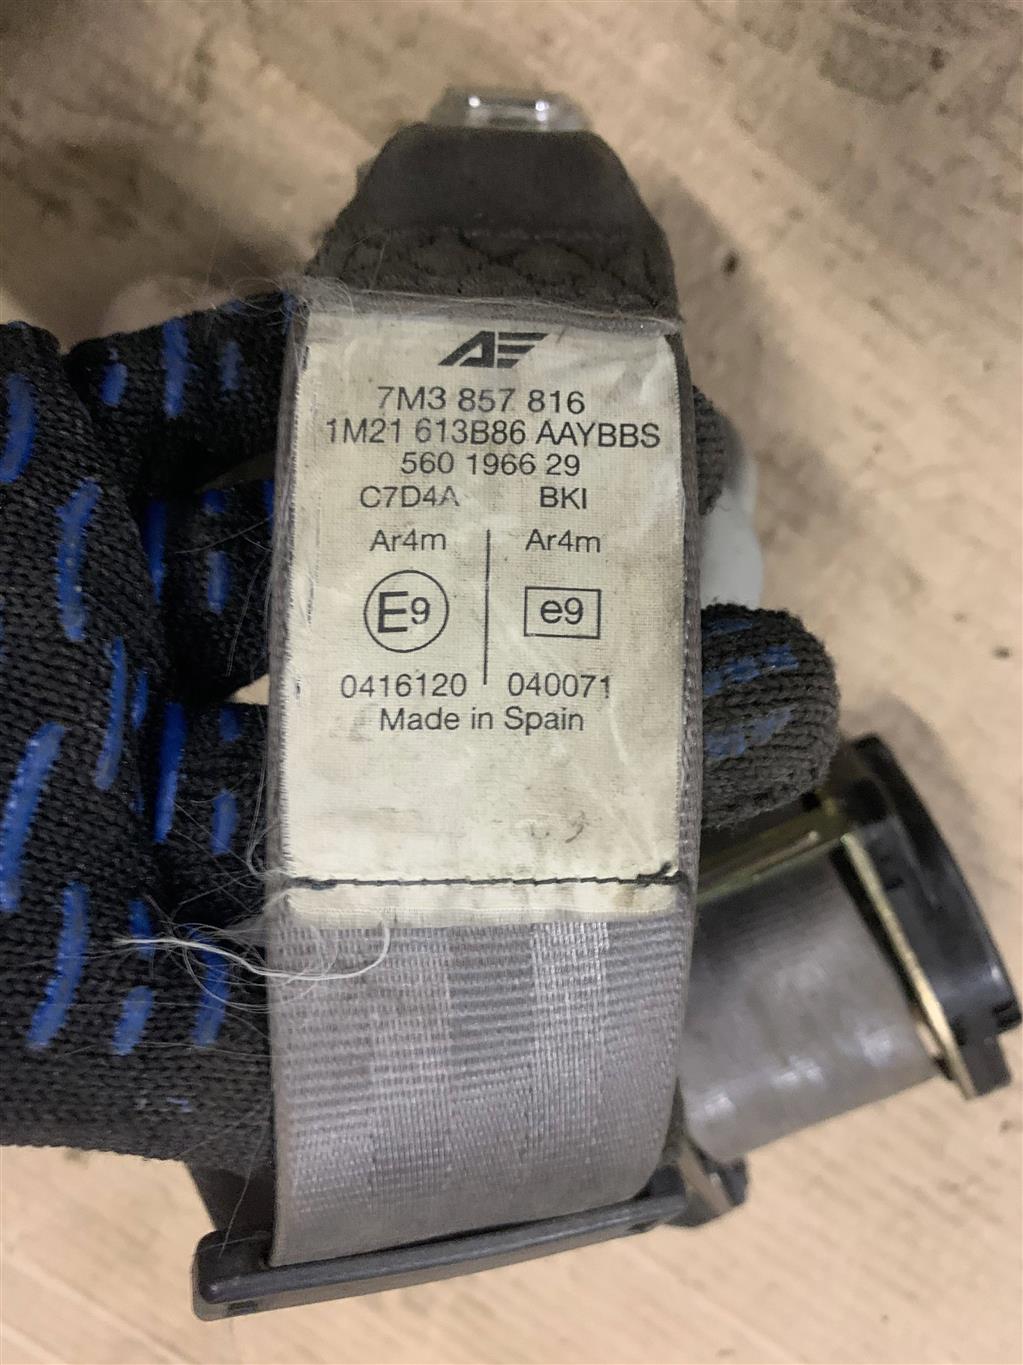 AE
7M3 857 816
1M21 613B86 AAYBBS
560 1966 29
C7D4A BKI
Ar4m Ar4m
E9 e9
0416120 040071
Made in Spain